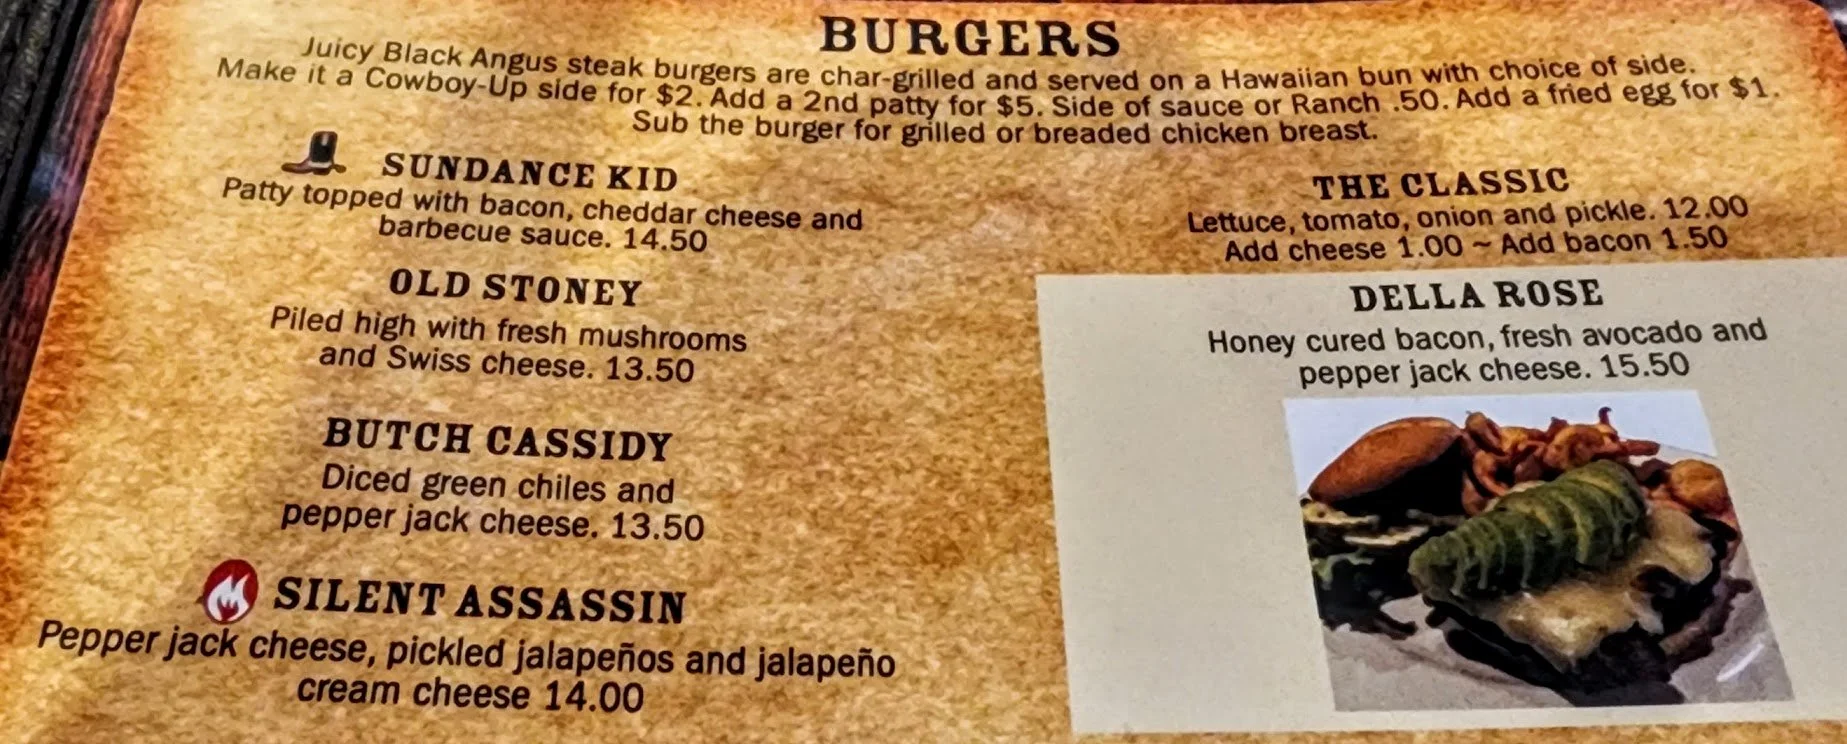 BURGERS
Juicy Black Angus steak burgers are char-grilled and served on a Hawaiian bun with choice of side.
Make it a Cowboy-Up side for $2. Add a 2nd patty for $5. Side of sauce or Ranch .50. Add a fried egg for $1.
Sub the burger for grilled or breaded chicken breast.
SUNDANCE KID
Patty topped with bacon, cheddar cheese and
barbecue sauce. 14.50
OLD STONEY
Piled high with fresh mushrooms
and Swiss cheese. 13.50
BUTCH CASSIDY
Diced green chiles and
pepper jack cheese. 13.50
SILENT ASSASSIN
Pepper jack cheese, pickled jalapeños and jalapeño
cream cheese 14.00
THE CLASSIC
Lettuce, tomato, onion and pickle. 12.00
Add cheese 1.00 ~ Add bacon 1.50
DELLA ROSE
Honey cured bacon, fresh avocado and
pepper jack cheese. 15.50